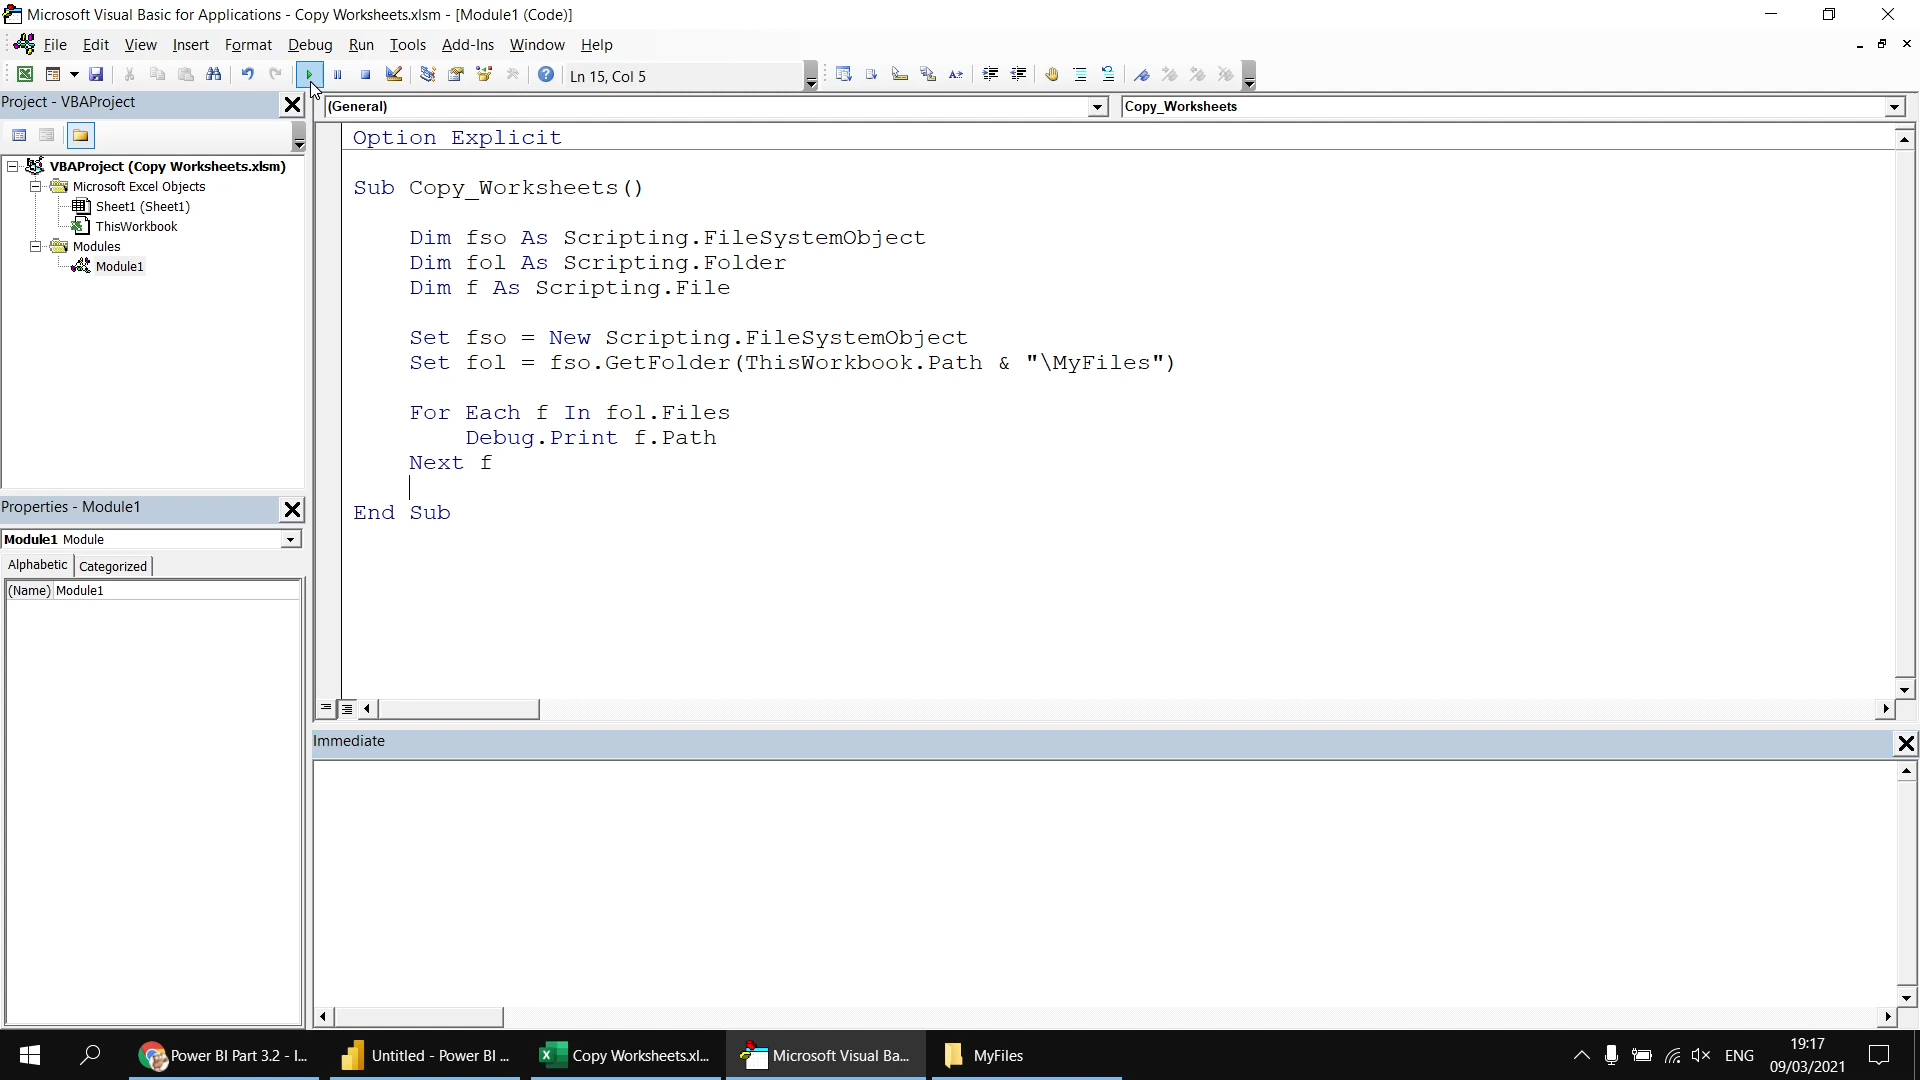 Microsoft Visual Basic for Applications - Copy Worksheets.xlsm - [Module1 (Code)]
File Edit View Insert Format Debug Run Tools Add-Ins Window Help
Ln 15, Col 5
Project - VBAProject
(General)
Copy_Worksheets
VBAProject (Copy Worksheets.xlsm)
Microsoft Excel Objects
Sheet1 (Sheet1)
ThisWorkbook
Modules
Module1
Option Explicit
Sub Copy_Worksheets()
Dim fso As Scripting.FileSystemObject
Dim fol As Scripting.Folder
Dim f As Scripting.File
Set fso = New Scripting.FileSystemObject
Set fol = fso.GetFolder(ThisWorkbook.Path & "\MyFiles")
For Each f In fol.Files
Debug.Print f.Path
Next f
End Sub
Properties - Module1
Module1 Module
Alphabetic Categorized
(Name) Module1
Immediate
Power BI Part 3.2 - I...
Untitled - Power BI ...
Copy Worksheets.xl...
Microsoft Visual Ba...
MyFiles
ENG
19:17
09/03/2021